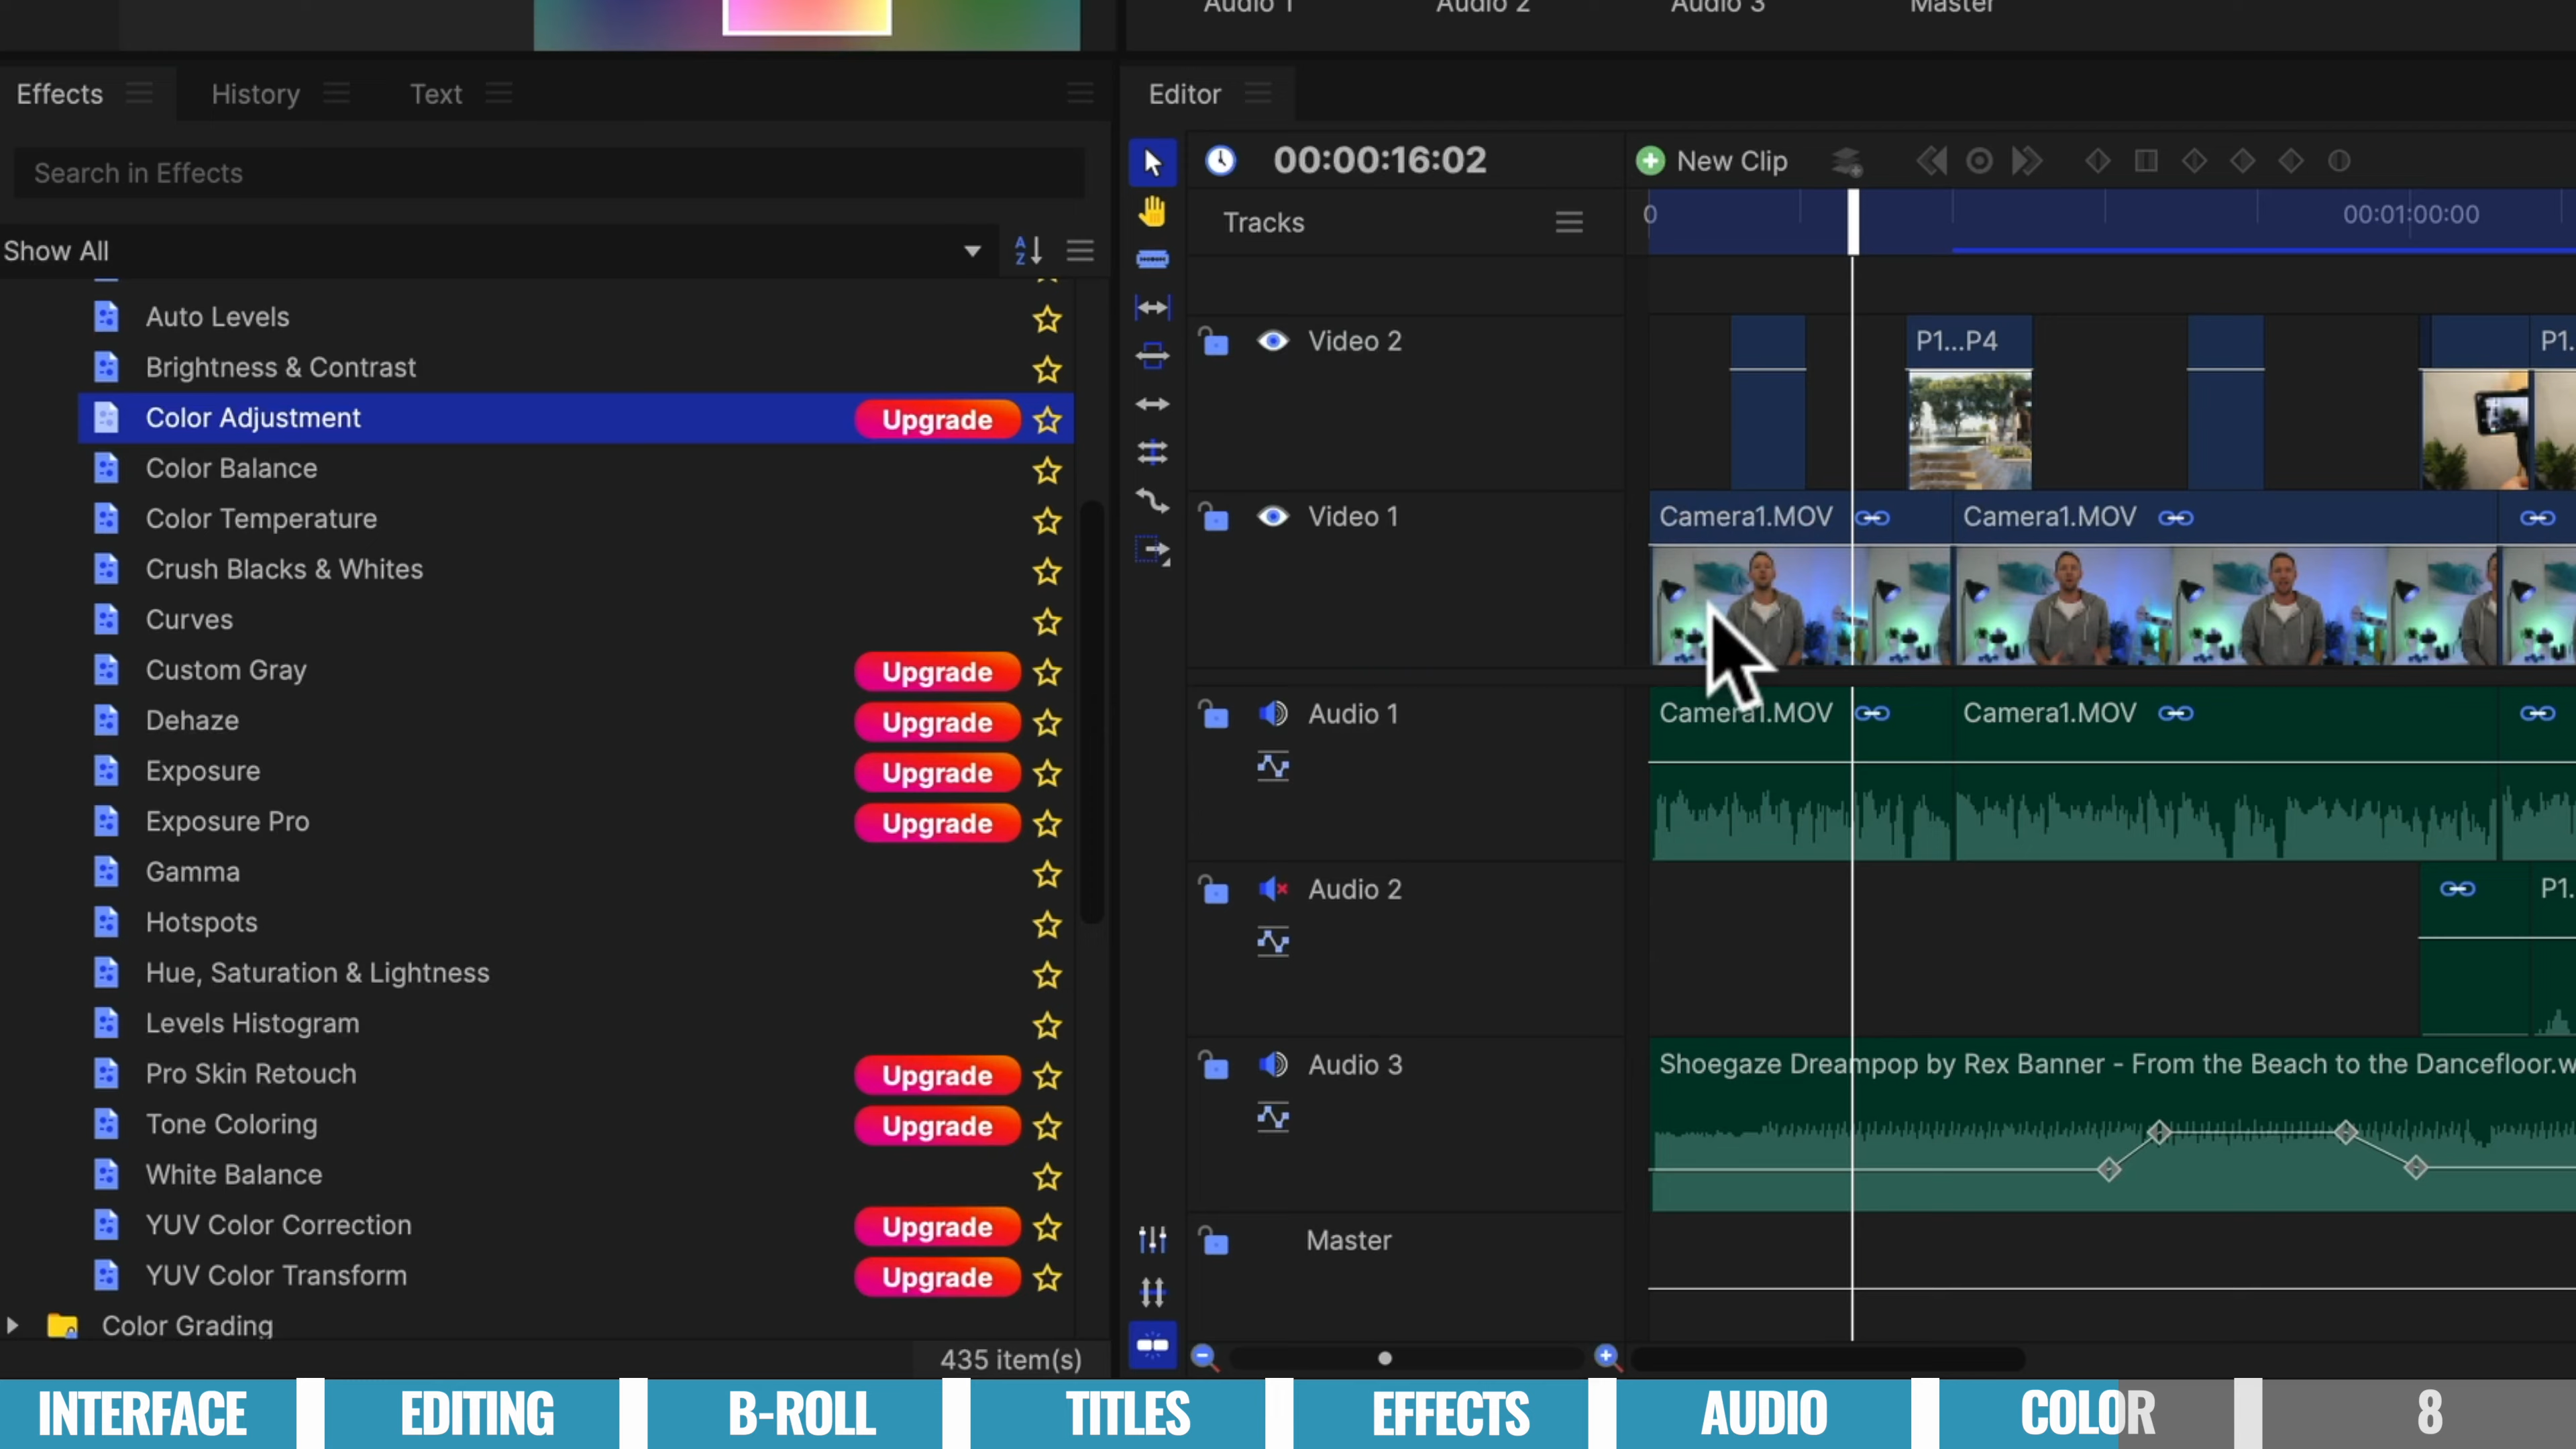 Audio 1
Audio 2
Audio 3
Master
Effects
History
Text
Editor
Search in Effects
00:00:16:02
New Clip
Show All
A
Z
Tracks
0
00:01:00:00
Auto Levels
Brightness & Contrast
Color Adjustment
Upgrade
Color Balance
Color Temperature
Crush Blacks & Whites
Curves
Custom Gray
Upgrade
Dehaze
Upgrade
Exposure
Upgrade
Exposure Pro
Upgrade
Gamma
Hotspots
Hue, Saturation & Lightness
Levels Histogram
Pro Skin Retouch
Upgrade
Tone Coloring
Upgrade
White Balance
YUV Color Correction
Upgrade
YUV Color Transform
Upgrade
Color Grading
435 item(s)
Video 2
P1...P4
P1.
Video 1
Camera1.MOV
Camera1.MOV
Audio 1
Camera1.MOV
Camera1.MOV
Audio 2
P1.
Audio 3
Shoegaze Dreampop by Rex Banner - From the Beach to the Dancefloor.w
Master
INTERFACE
EDITING
B-ROLL
TITLES
EFFECTS
AUDIO
COLOR
8